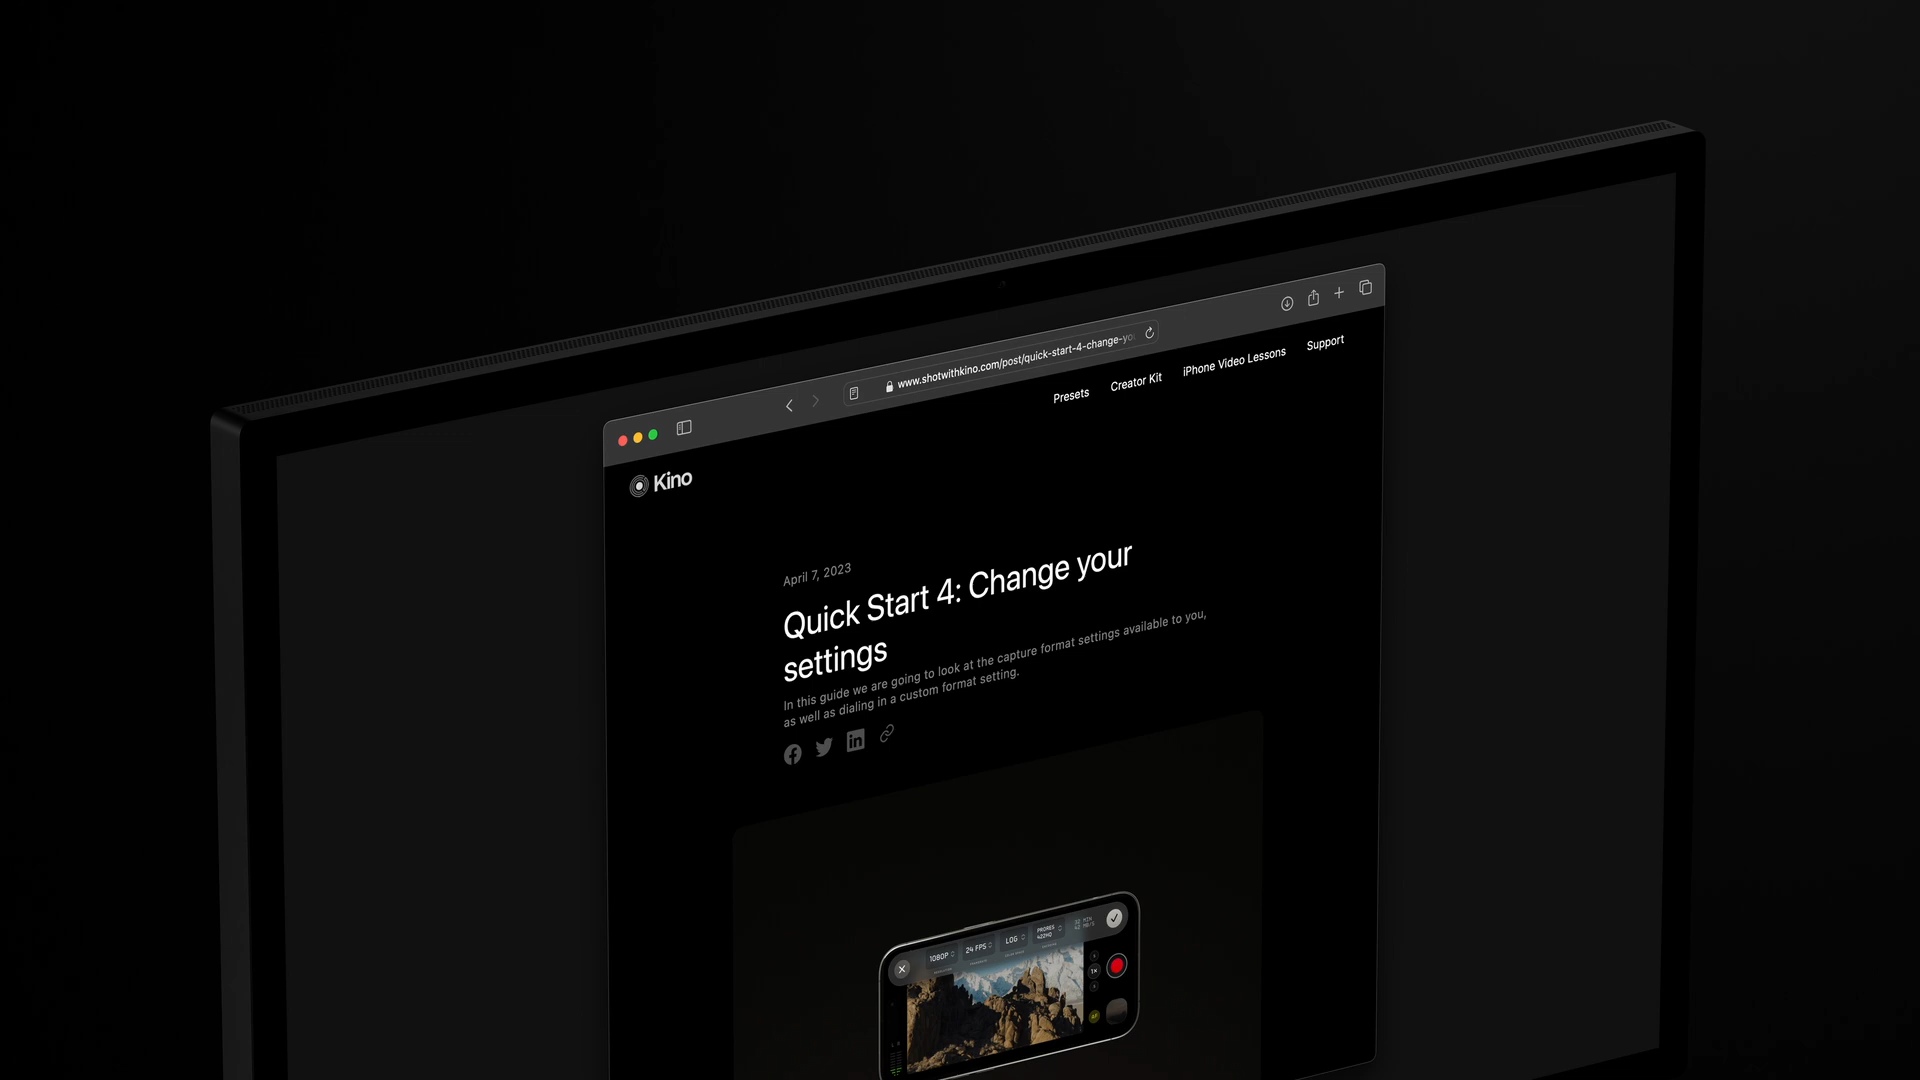 www.shotwithkino.com/post/quick-start-4-change-yo
Presets
Creator Kit
iPhone Video Lessons
Support
Kino
April 7, 2023
Quick Start 4: Change your
settings
In this guide we are going to look at the capture format settings available to you,
as well as dialing in a custom format setting.
1080P
24 FPS
LOG
PRORES
422HQ
1×